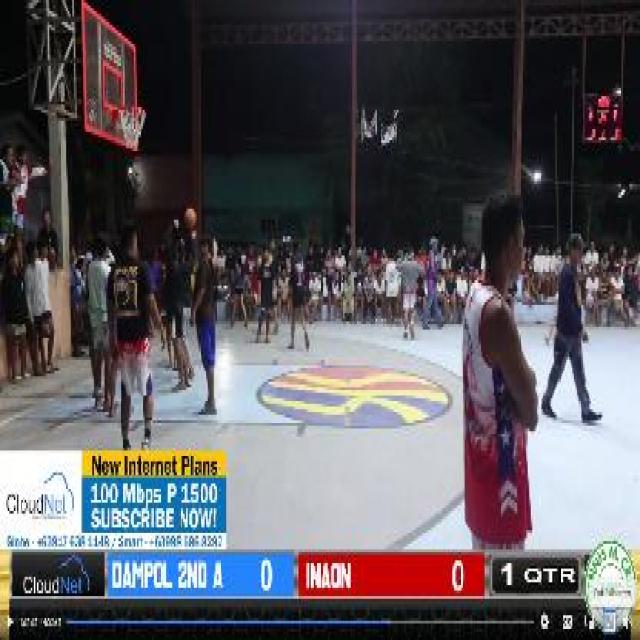 New Internet Plans
CloudNet
100 Mbps P 1500
SUBSCRIBE NOW!
CloudNet
DAMPOL 2ND A 0
INAON 0
1 QTR